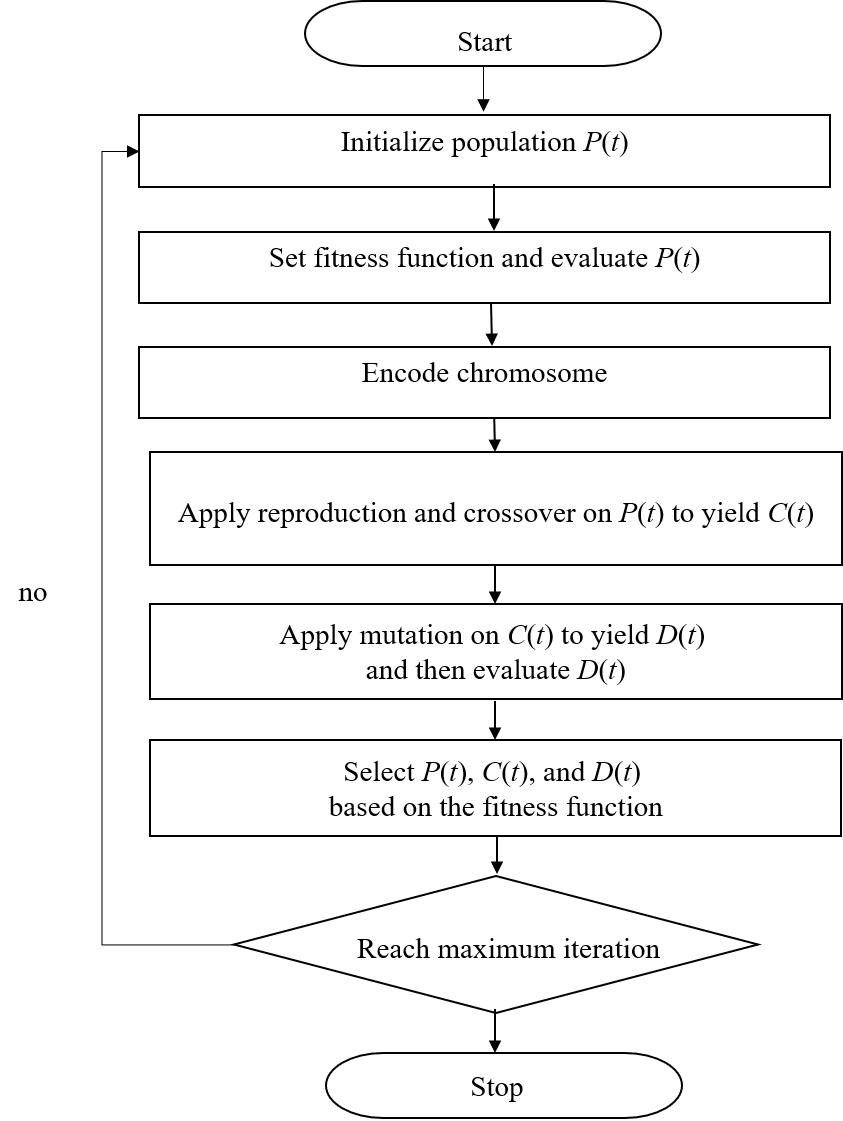 Start
Initialize population P(t)
Set fitness function and evaluate P(t)
Encode chromosome
Apply reproduction and crossover on P(t) to yield C(t)
no
Apply mutation on C(t) to yield D(t)
and then evaluate D(t)
Select P(t), C(t), and D(t)
based on the fitness function
Reach maximum iteration
Stop